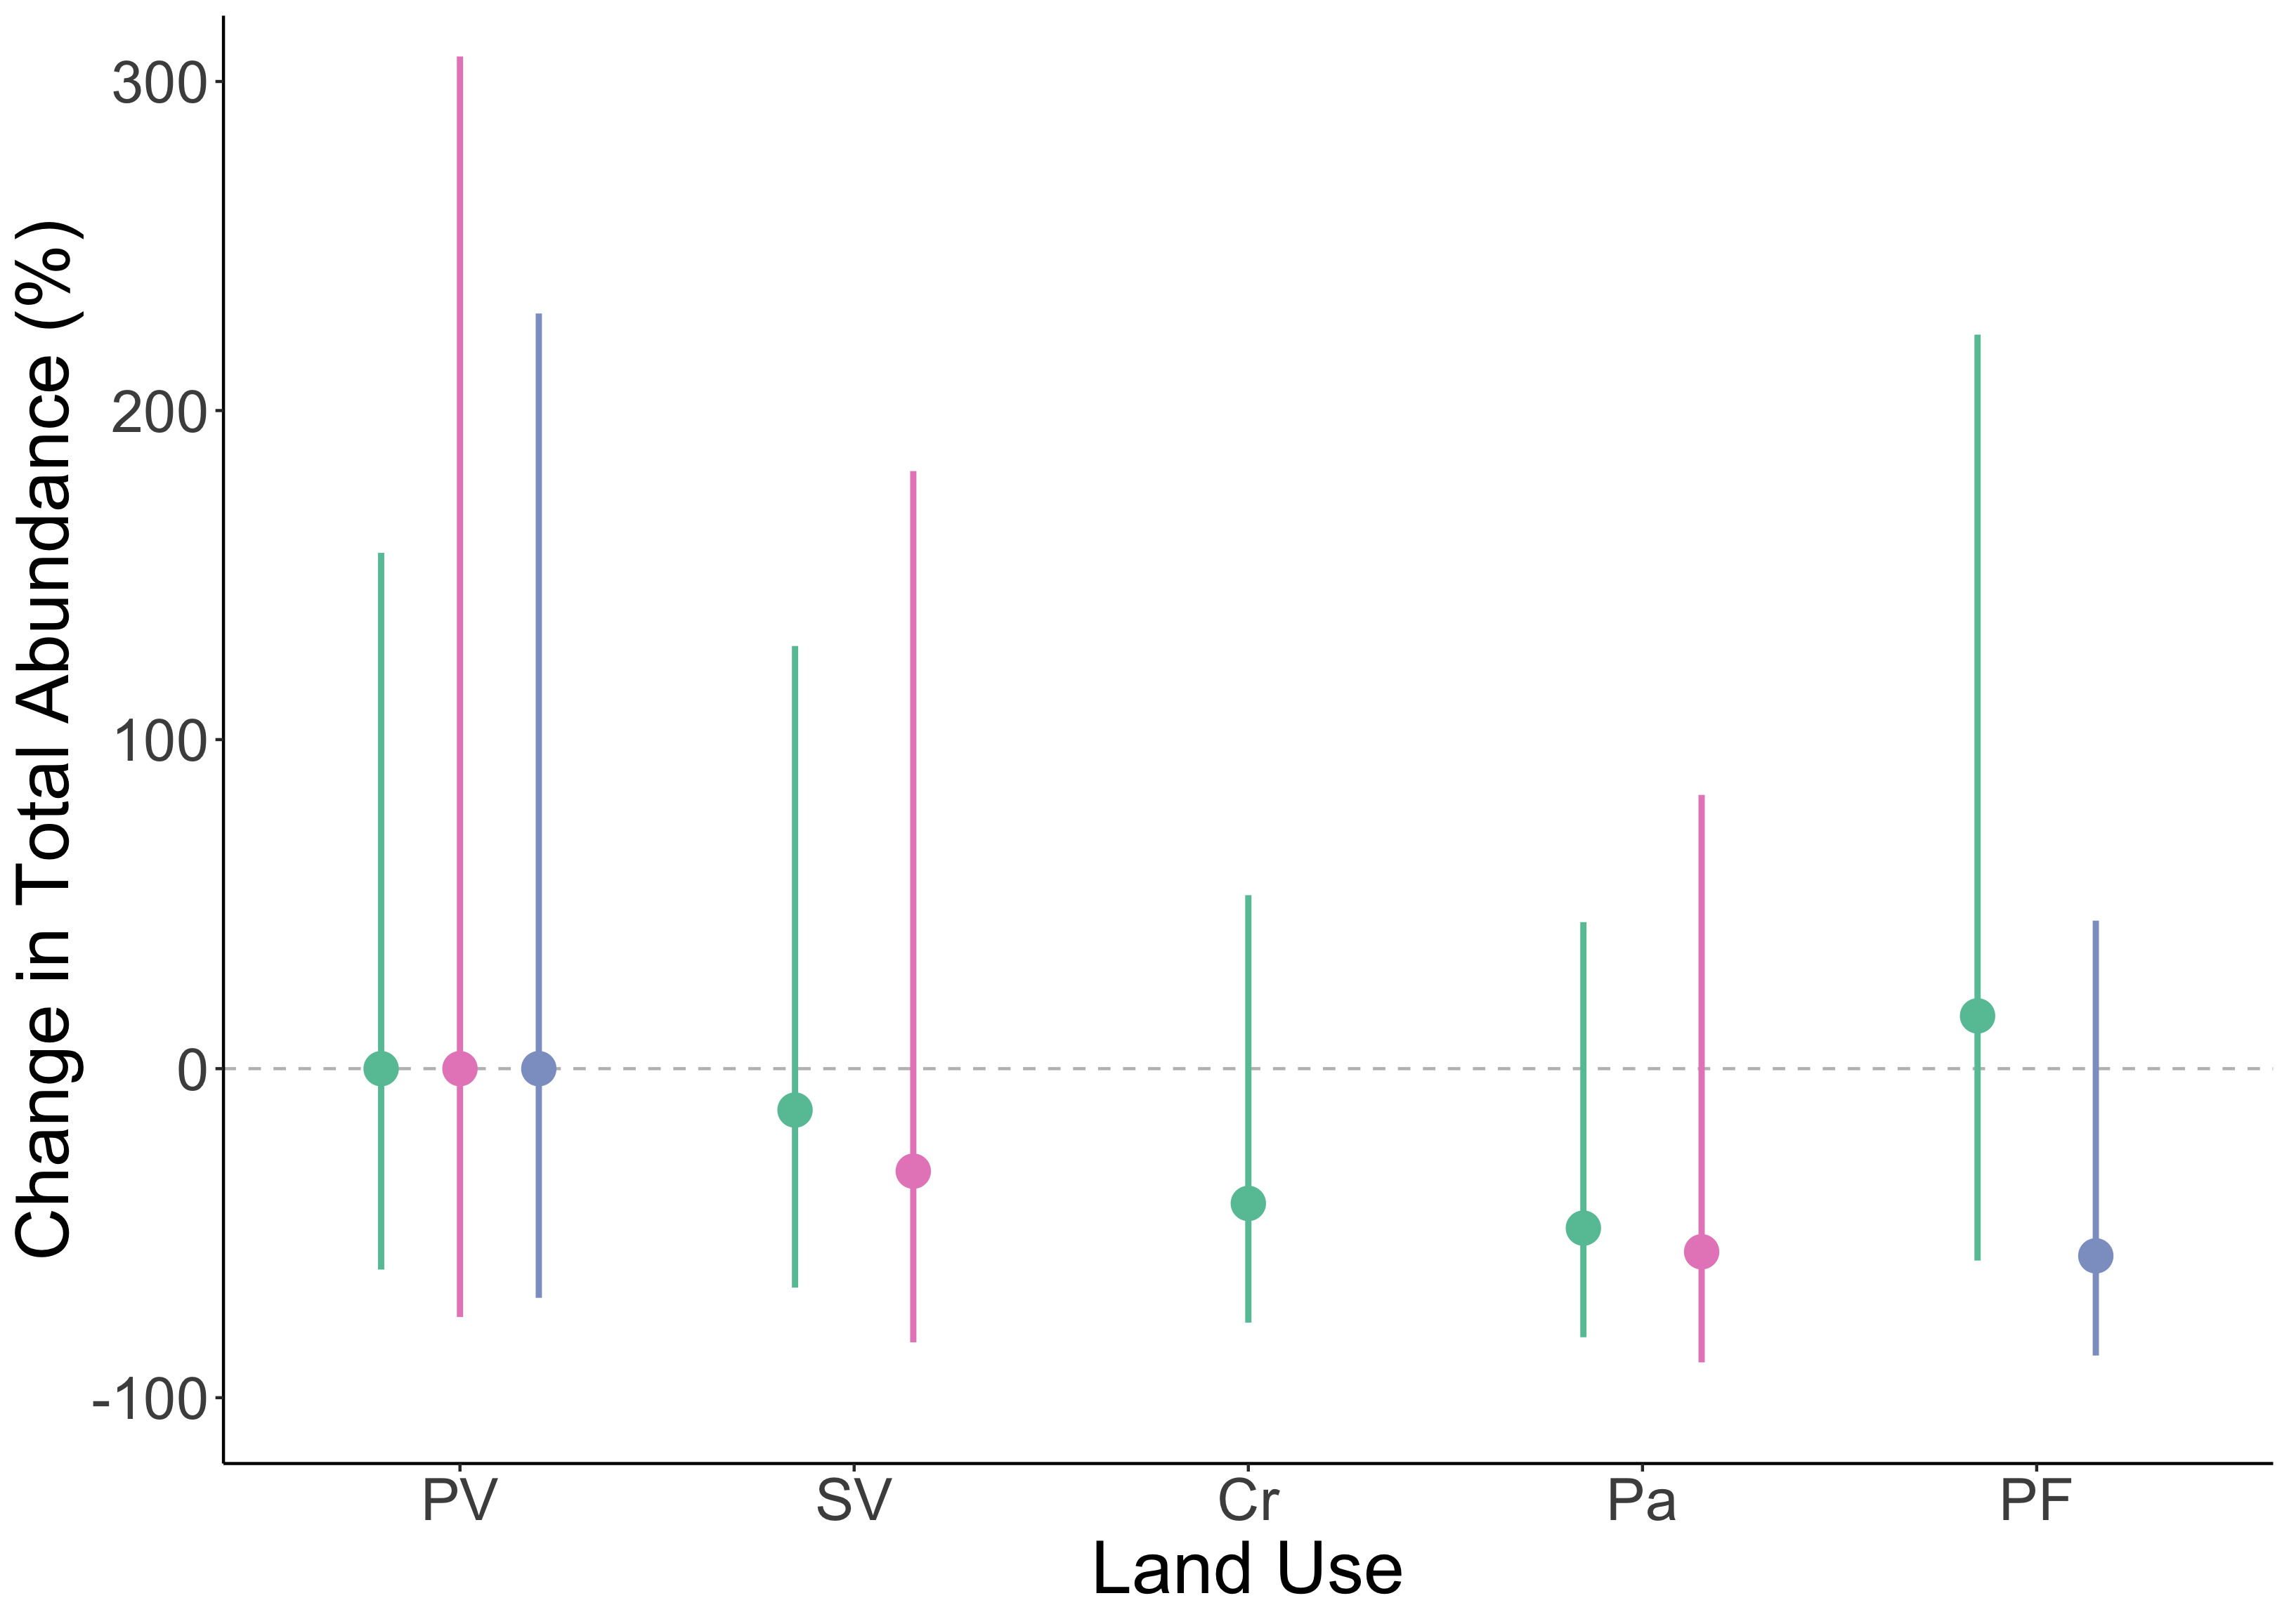 Change in Total Abundance (%)
300
200
100
0
-100
PV SV Cr Pa PF
Land Use